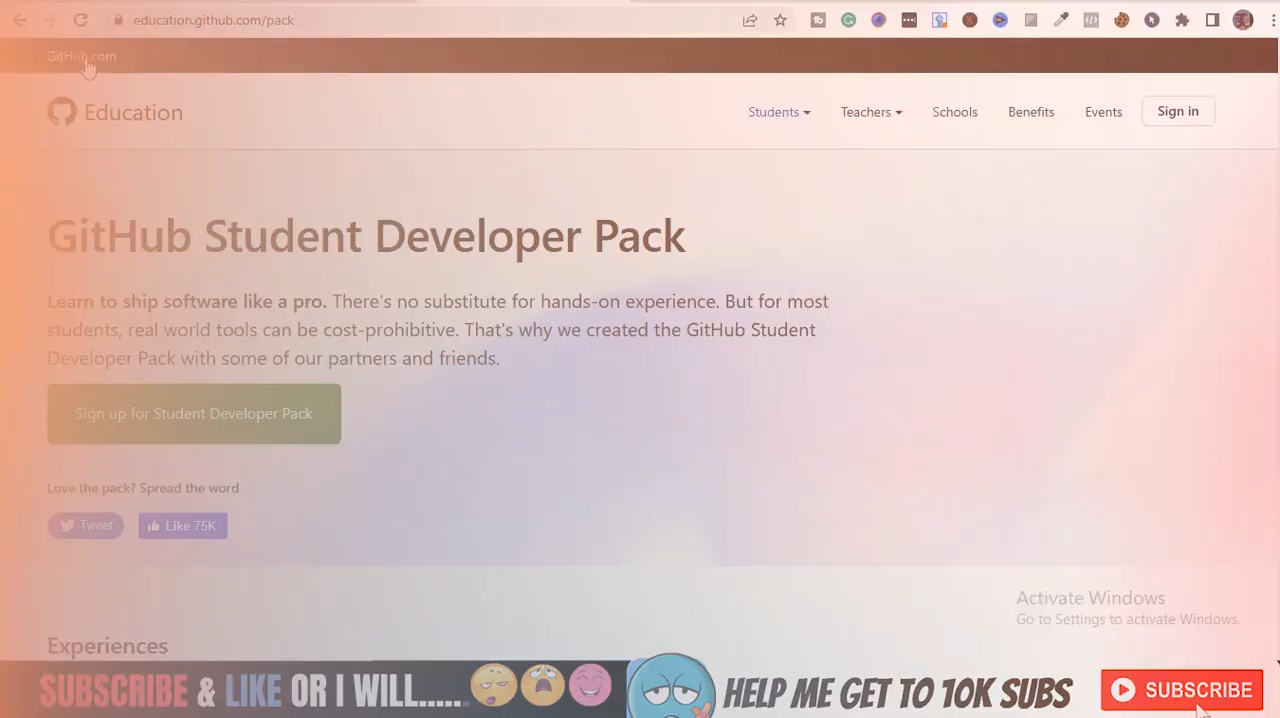 education.github.com/pack
GitHub.com
Education
Students
Teachers
Schools
Benefits
Events
Sign in
GitHub Student Developer Pack
Learn to ship software like a pro. There's no substitute for hands-on experience. But for most
students, real world tools can be cost-prohibitive. That's why we created the GitHub Student
Developer Pack with some of our partners and friends.
Sign up for Student Developer Pack
Love the pack? Spread the word
Tweet
Like 75K
Activate Windows
Go to Settings to activate Windows.
Experiences
SUBSCRIBE & LIKE OR I WILL......
HELP ME GET TO 10K SUBS
SUBSCRIBE